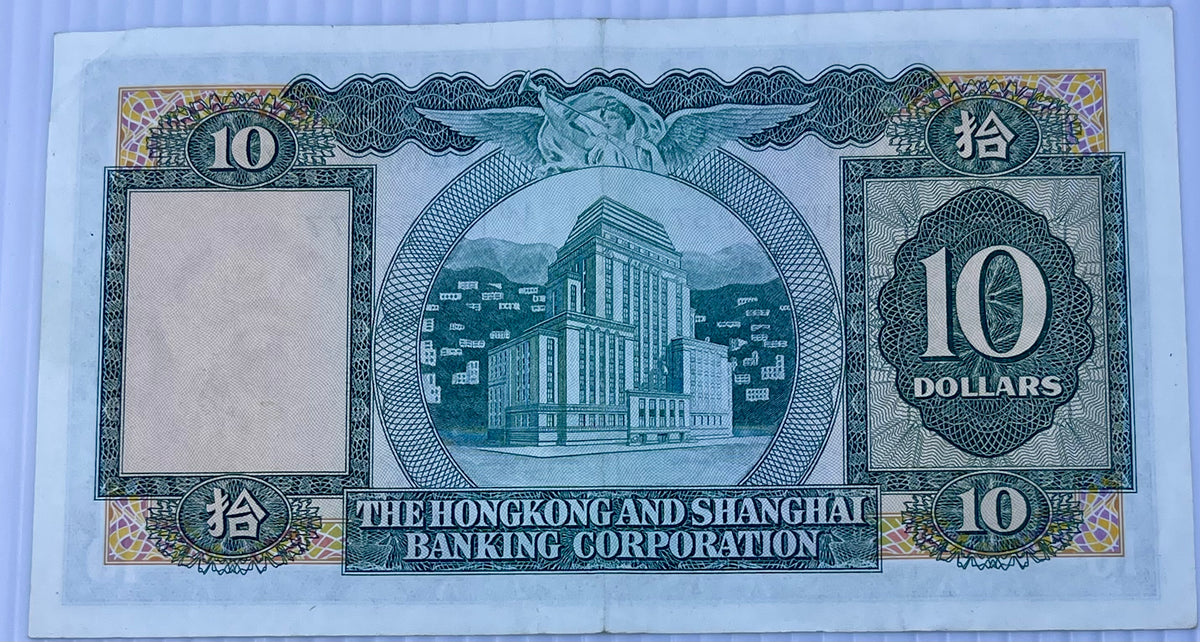 10
拾
10
DOLLARS
拾
10
THE HONGKONG AND SHANGHAI
BANKING CORPORATION